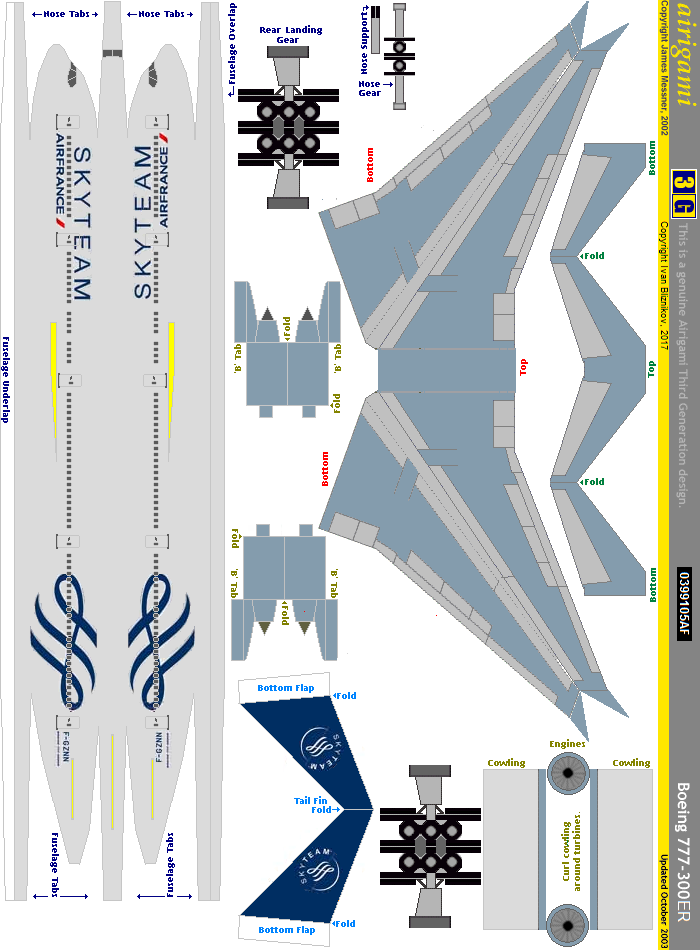 airigami
Copyright James Messner, 2002
3G
This is a genuine Airigami Third Generation design.
Copyright Ivan Bliznikov, 2017
0399105AF
Boeing 777-300ER
Updated October 2003
Nose Tabs
Nose Tabs
Fuselage Overlap
Fuselage Underlap
Rear Landing
Gear
Nose Support
Nose
Gear
SKYTEAM
AIRFRANCE
SKYTEAM
AIRFRANCE
F-GZNN
F-GZNN
Fuselage Tabs
Fuselage Tabs
Bottom
Top
Bottom
Bottom
Fold
Top
Fold
Bottom
Fold
'B' Tab
'B' Tab
Fold
Fold
'B' Tab
'B' Tab
Fold
Bottom Flap
Fold
SKYTEAM
Tail Fin
Fold
SKYTEAM
Fold
Bottom Flap
Engines
Cowling
Cowling
Curl cowling
around turbines.